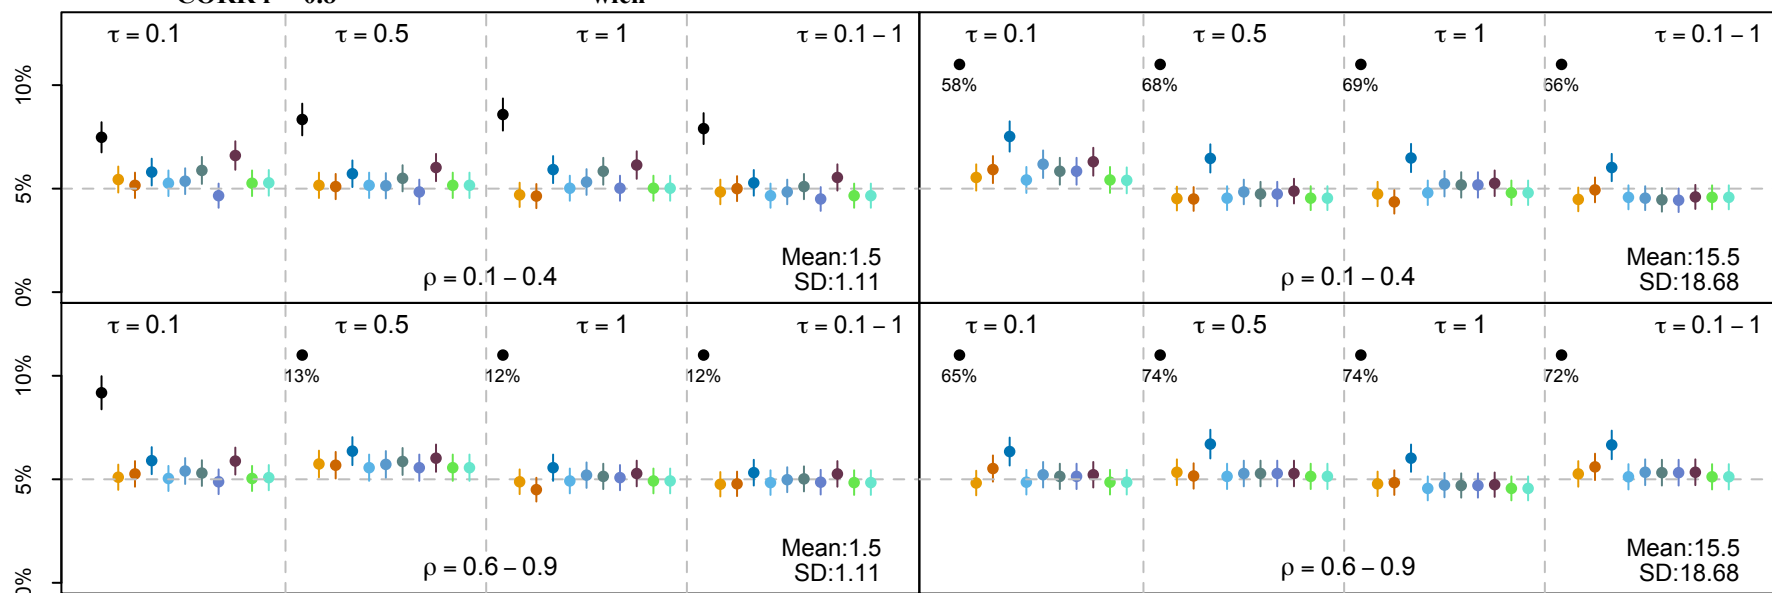 τ = 0.1 τ = 0.5 τ = 1 τ = 0.1 – 1 τ = 0.1 τ = 0.5 τ = 1 τ = 0.1 – 1
10%
58% 68% 69% 66%
5%
Mean:1.5 Mean:15.5
ρ = 0.1 – 0.4 SD:1.11 ρ = 0.1 – 0.4 SD:18.68
0%
τ = 0.1 τ = 0.5 τ = 1 τ = 0.1 – 1 τ = 0.1 τ = 0.5 τ = 1 τ = 0.1 – 1
10%
13% 12% 12% 65% 74% 74% 72%
5%
Mean:1.5 Mean:15.5
ρ = 0.6 – 0.9 SD:1.11 ρ = 0.6 – 0.9 SD:18.68
0%